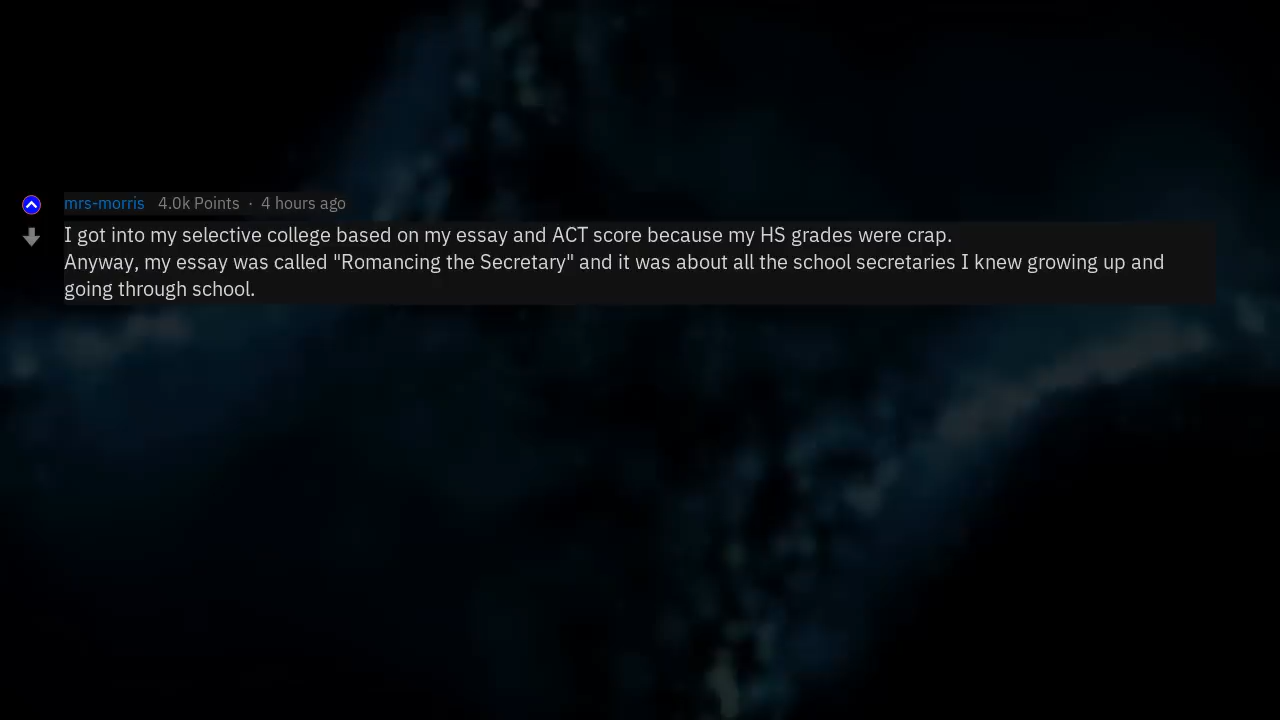 mrs-morris 4.0k Points · 4 hours ago
I got into my selective college based on my essay and ACT score because my HS grades were crap.
Anyway, my essay was called "Romancing the Secretary" and it was about all the school secretaries I knew growing up and
going through school.